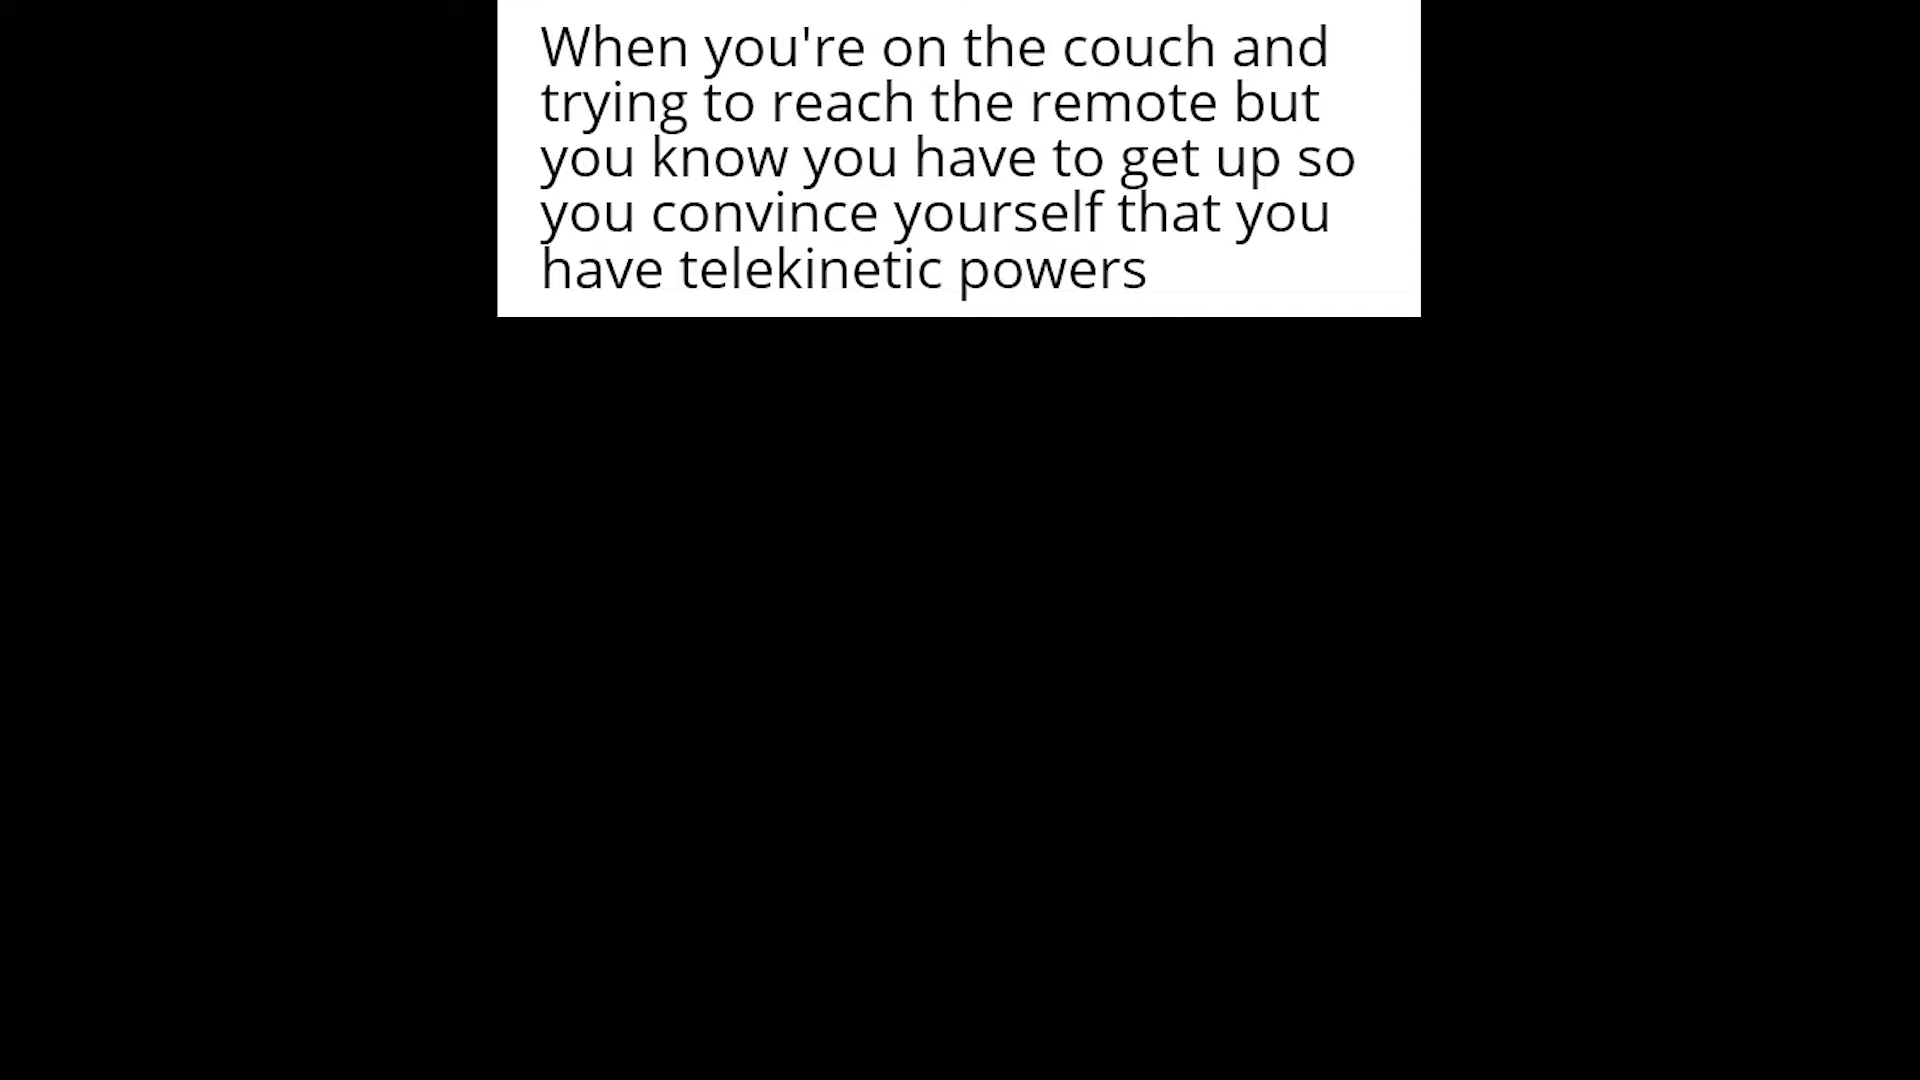 When you're on the couch and
trying to reach the remote but
you know you have to get up so
you convince yourself that you
have telekinetic powers